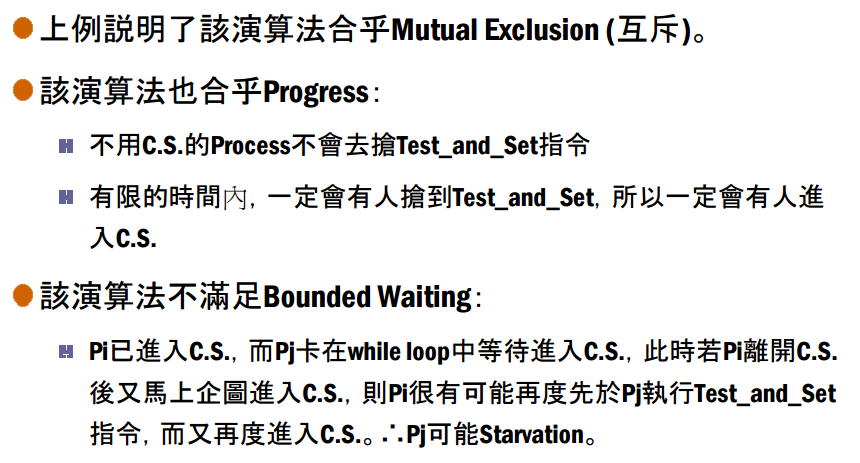 上例説明了該演算法合乎Mutual Exclusion (互斥)。
該演算法也合乎Progress：
不用C.S.的Process不會去搶Test_and_Set指令
有限的時間內，一定會有人搶到Test_and_Set，所以一定會有人進
入C.S.
該演算法不滿足Bounded Waiting：
Pi已進入C.S.，而Pj卡在while loop中等待進入C.S.，此時若Pi離開C.S.
後又馬上企圖進入C.S.，則Pi很有可能再度先於Pj執行Test_and_Set
指令，而又再度進入C.S.。∴Pj可能Starvation。